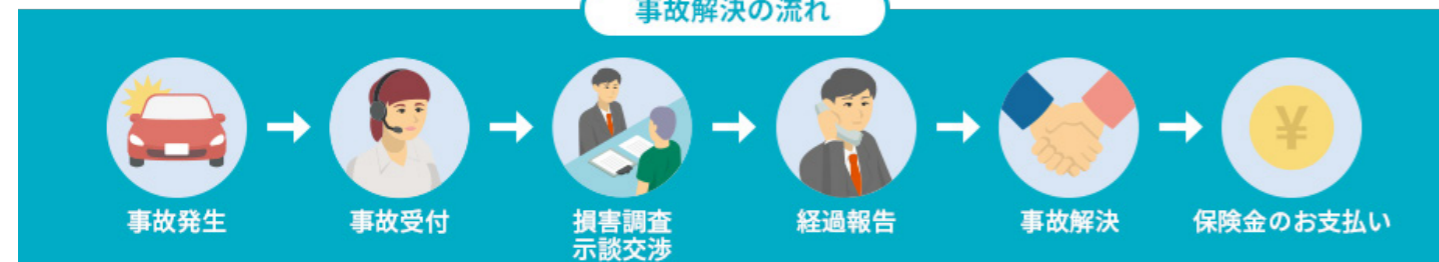 事故解決の流れ
事故発生
事故受付
損害調査
示談交渉
経過報告
事故解決
保険金のお支払い
¥